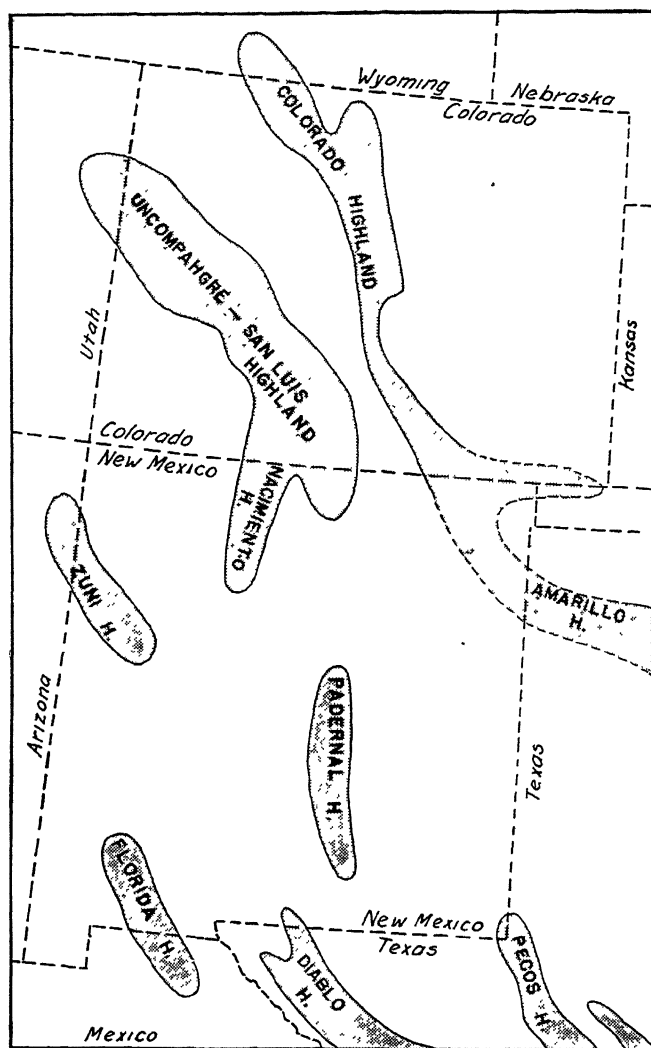 Wyoming
Nebraska
Colorado
COLORADO HIGHLAND
UNCOMPAHGRE — SAN LUIS
HIGHLAND
Utah
Kansas
Colorado
New Mexico
NACIMIENTO
H.
ZUNI H.
AMARILLO
H.
PADERNAL H.
Arizona
Texas
FLORIDA H.
New Mexico
Texas
DIABLO
H.
PECOS H.
Mexico